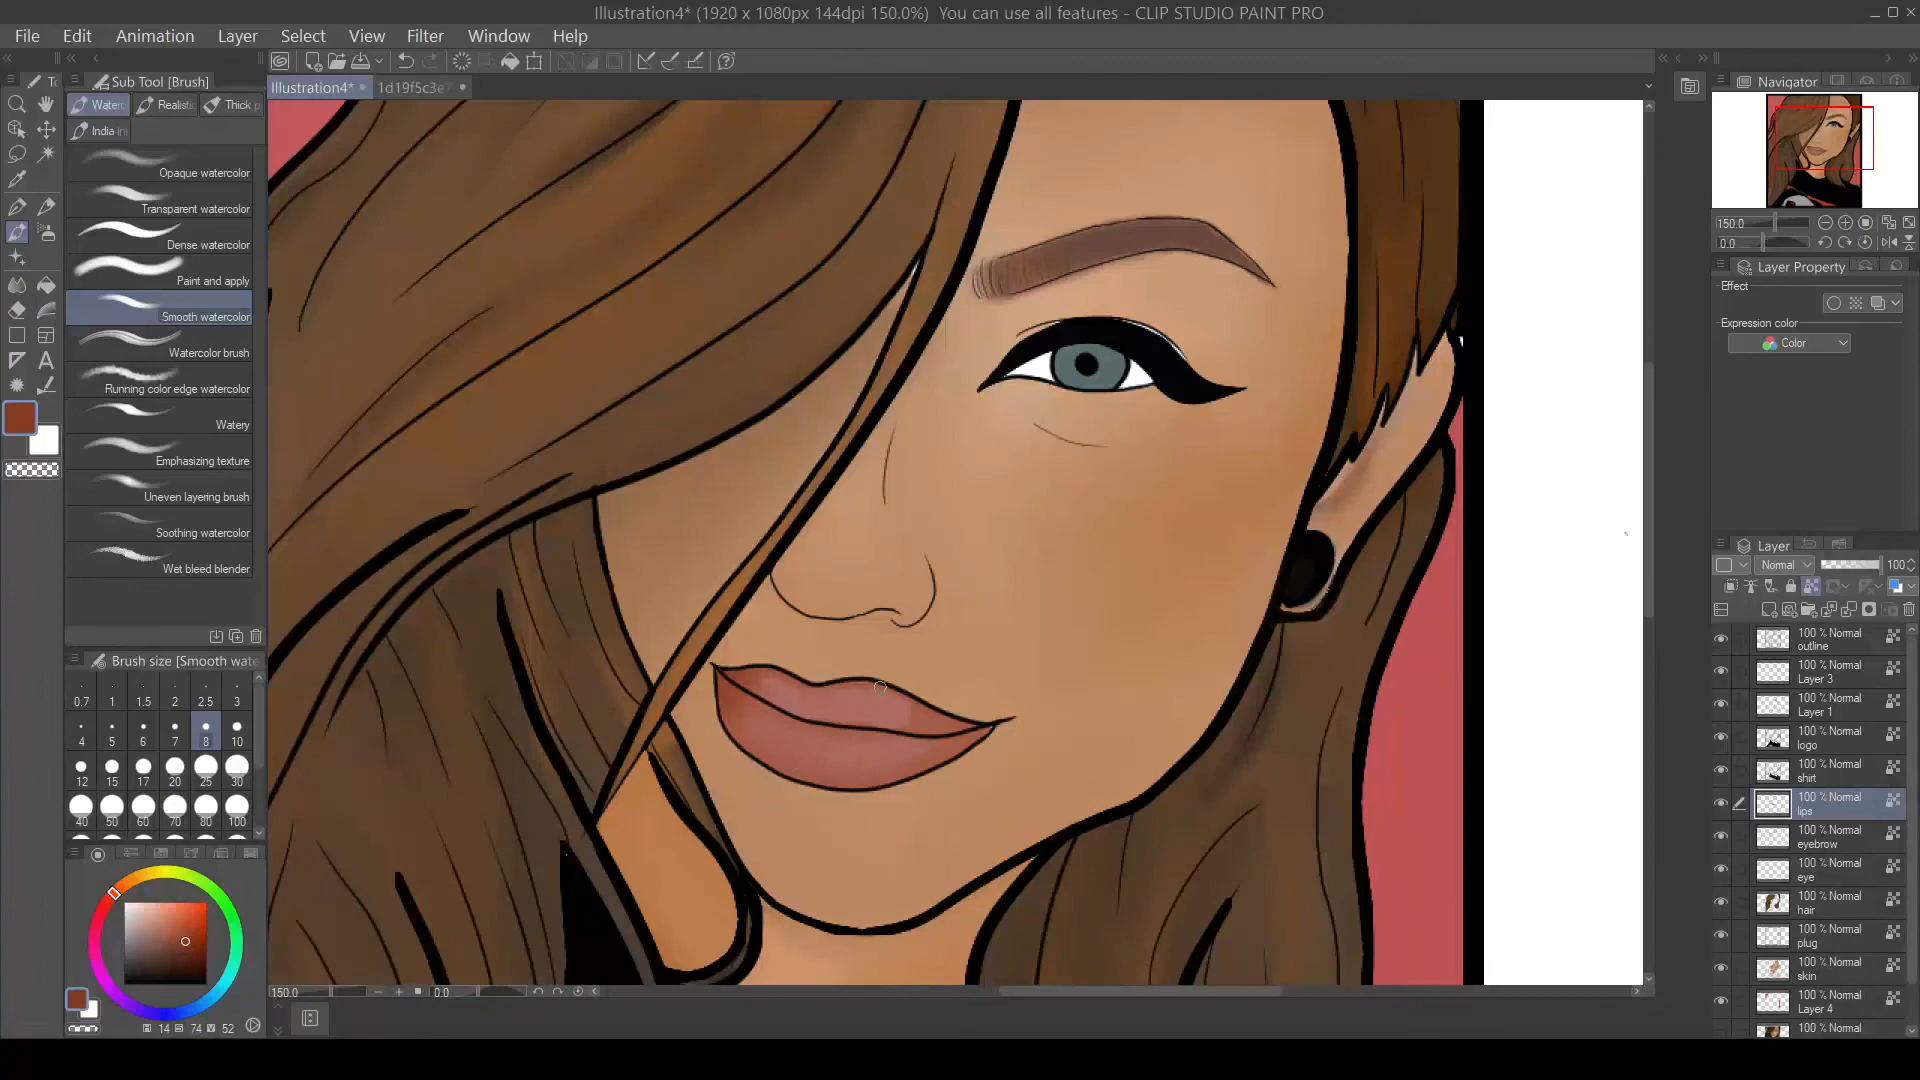 Illustration4* (1920 x 1080px 144dpi 150.0%)  You can use all features - CLIP STUDIO PAINT PRO
File Edit Animation Layer Select View Filter Window Help
Sub Tool [Brush]
Illustration4*
1d19f5c3e
Navigator
Realistic
Thick p
India in
Opaque watercolor
Transparent watercolor
Dense watercolor
Paint and apply
Smooth watercolor
Watercolor brush
Running color edge watercolor
Watery
Emphasizing texture
Uneven layering brush
Soothing watercolor
Wet bleed blender
Brush size [Smooth wate
0.7 1 1.5 2 2.5 3
4 5 6 7 8 10
12 15 17 20 25 30
40 50 60 70 80 100
14 74 52
150.0 0.0
150.0
0.0
Layer Property
Effect
Expression color
Color
Layer
Normal 100
100 % Normal
outline
100 % Normal
Layer 3
100 % Normal
Layer 1
100 % Normal
logo
100 % Normal
shirt
100 % Normal
lips
100 % Normal
eyebrow
100 % Normal
eye
100 % Normal
hair
100 % Normal
plug
100 % Normal
skin
100 % Normal
Layer 4
100 % Normal